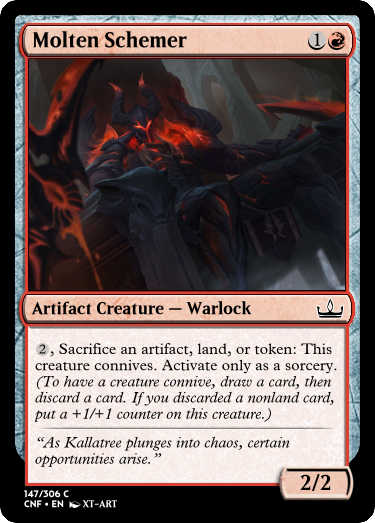 Molten Schemer
1
Artifact Creature — Warlock
2, Sacrifice an artifact, land, or token: This
creature connives. Activate only as a sorcery.
(To have a creature connive, draw a card, then
discard a card. If you discarded a nonland card,
put a +1/+1 counter on this creature.)
“As Kallatree plunges into chaos, certain
opportunities arise.”
2/2
147/306 C
CNF • EN XT-ART